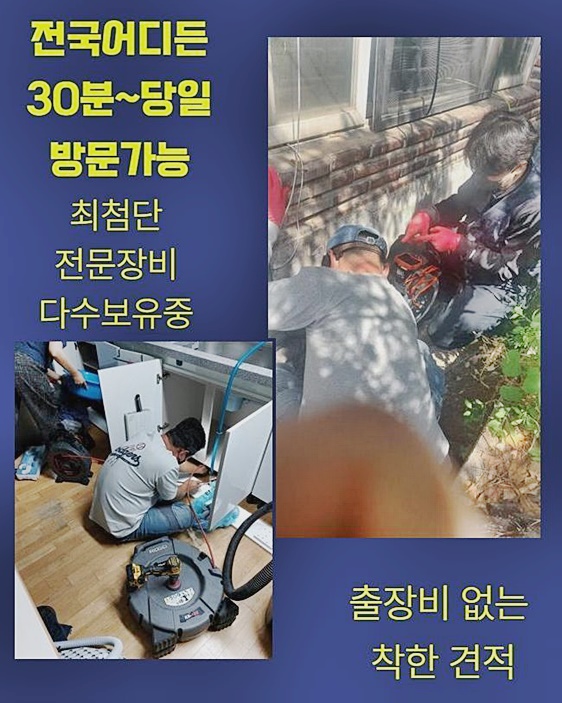 전국어디든
30분~당일
방문가능
최첨단
전문장비
다수보유중
출장비 없는
착한 견적